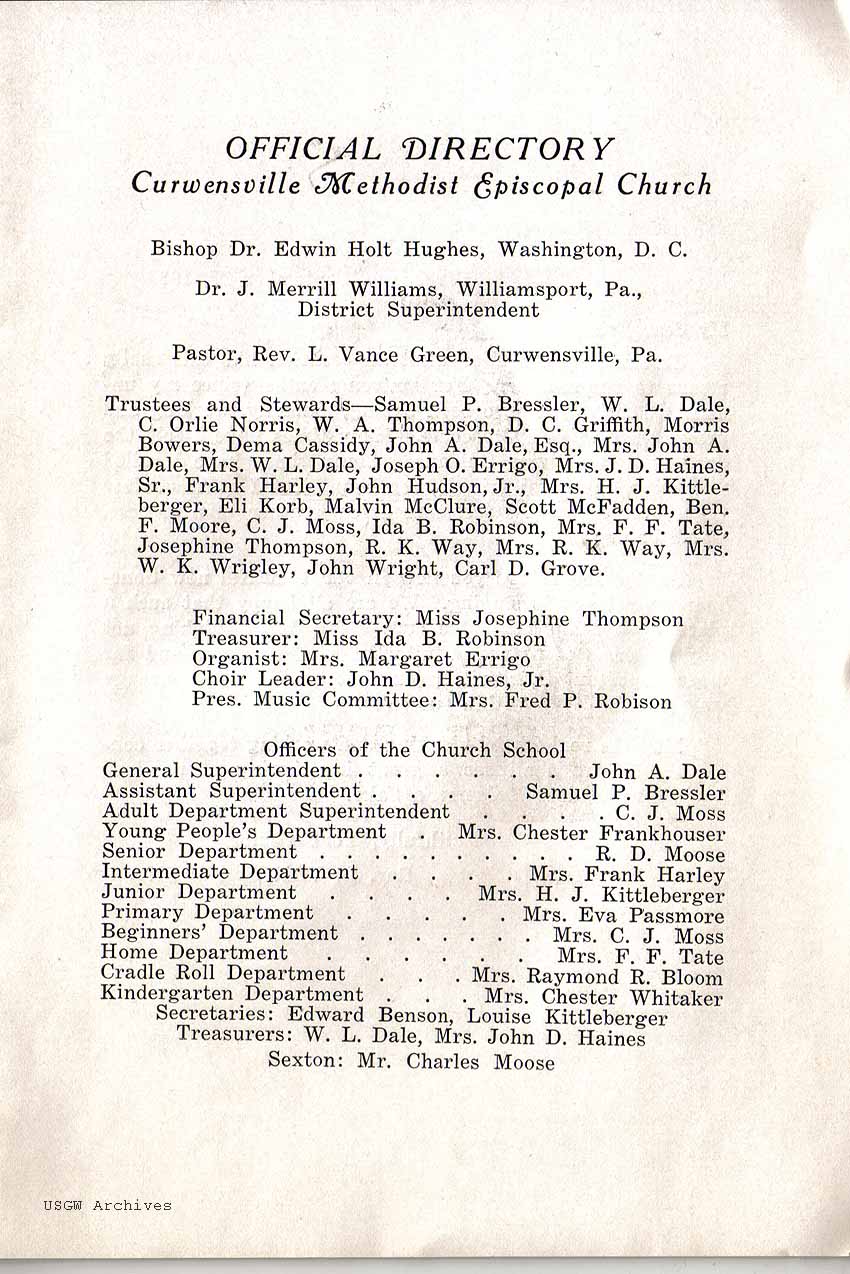 OFFICIAL DIRECTORY
Curwensville Methodist Episcopal Church
Bishop Dr. Edwin Holt Hughes, Washington, D. C.
Dr. J. Merrill Williams, Williamsport, Pa.,
District Superintendent
Pastor, Rev. L. Vance Green, Curwensville, Pa.
Trustees and Stewards—Samuel P. Bressler, W. L. Dale,
C. Orlie Norris, W. A. Thompson, D. C. Griffith, Morris
Bowers, Dema Cassidy, John A. Dale, Esq., Mrs. John A.
Dale, Mrs. W. L. Dale, Joseph O. Errigo, Mrs. J. D. Haines,
Sr., Frank Harley, John Hudson, Jr., Mrs. H. J. Kittle-
berger, Eli Korb, Malvin McClure, Scott McFadden, Ben.
F. Moore, C. J. Moss, Ida B. Robinson, Mrs. F. F. Tate,
Josephine Thompson, R. K. Way, Mrs. R. K. Way, Mrs.
W. K. Wrigley, John Wright, Carl D. Grove.
Financial Secretary: Miss Josephine Thompson
Treasurer: Miss Ida B. Robinson
Organist: Mrs. Margaret Errigo
Choir Leader: John D. Haines, Jr.
Pres. Music Committee: Mrs. Fred P. Robison
Officers of the Church School
General Superintendent . . . . . . John A. Dale
Assistant Superintendent . . . . Samuel P. Bressler
Adult Department Superintendent . . . . C. J. Moss
Young People's Department . Mrs. Chester Frankhouser
Senior Department . . . . . . . . . . R. D. Moose
Intermediate Department . . . . Mrs. Frank Harley
Junior Department . . . . Mrs. H. J. Kittleberger
Primary Department . . . . . Mrs. Eva Passmore
Beginners' Department . . . . . . . Mrs. C. J. Moss
Home Department . . . . . . Mrs. F. F. Tate
Cradle Roll Department . . . Mrs. Raymond R. Bloom
Kindergarten Department . . . Mrs. Chester Whitaker
Secretaries: Edward Benson, Louise Kittleberger
Treasurers: W. L. Dale, Mrs. John D. Haines
Sexton: Mr. Charles Moose
USGW Archives